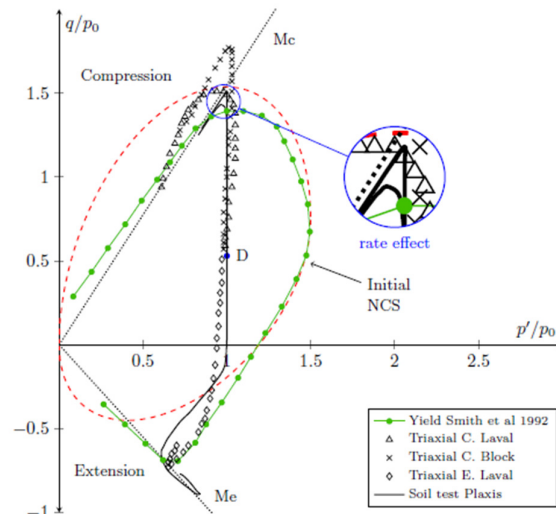 q/p₀
Mc
Compression
1.5
1
rate effect
0.5
D
Initial
NCS
p′/p₀
0.5
1
1.5
2
2.5
−0.5
Extension
Me
−1
Yield Smith et al 1992
Triaxial C. Laval
Triaxial C. Block
Triaxial E. Laval
Soil test Plaxis